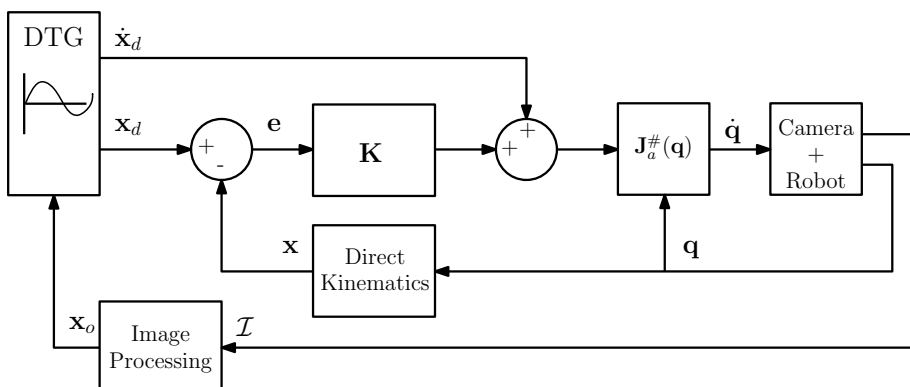 DTG
ẋ_d
x_d
+
-
e
K
+
+
J_a^#(q)
q̇
Camera
+
Robot
x
Direct
Kinematics
q
x_o
Image
Processing
ℐ